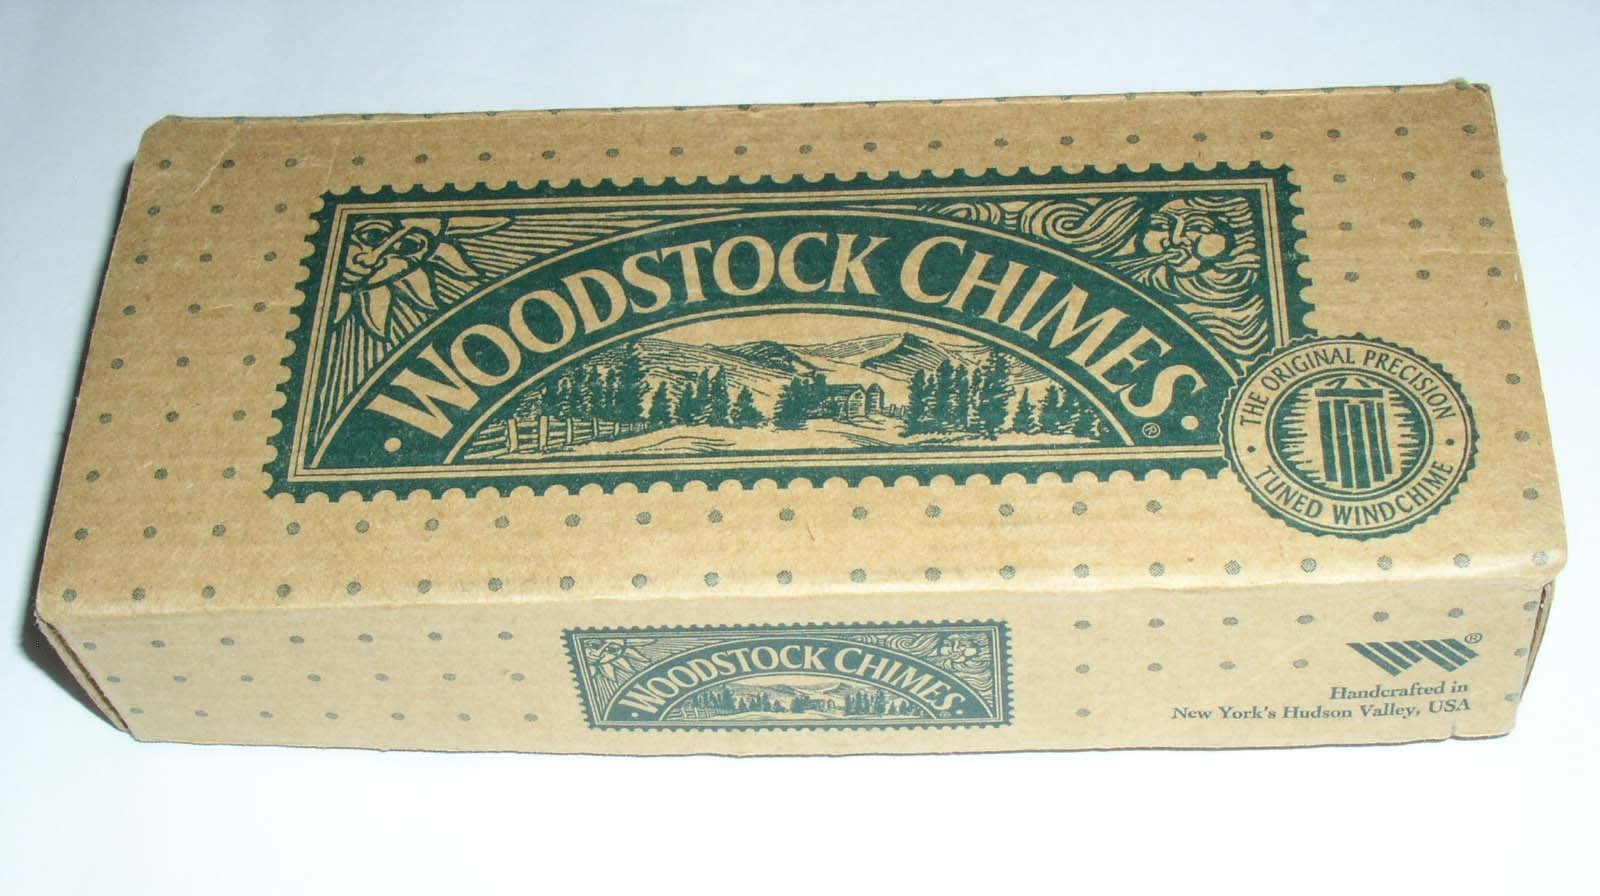 WOODSTOCK CHIMES®
THE ORIGINAL PRECISION
TUNED WINDCHIME
WOODSTOCK CHIMES®
®
Handcrafted in
New York's Hudson Valley, USA